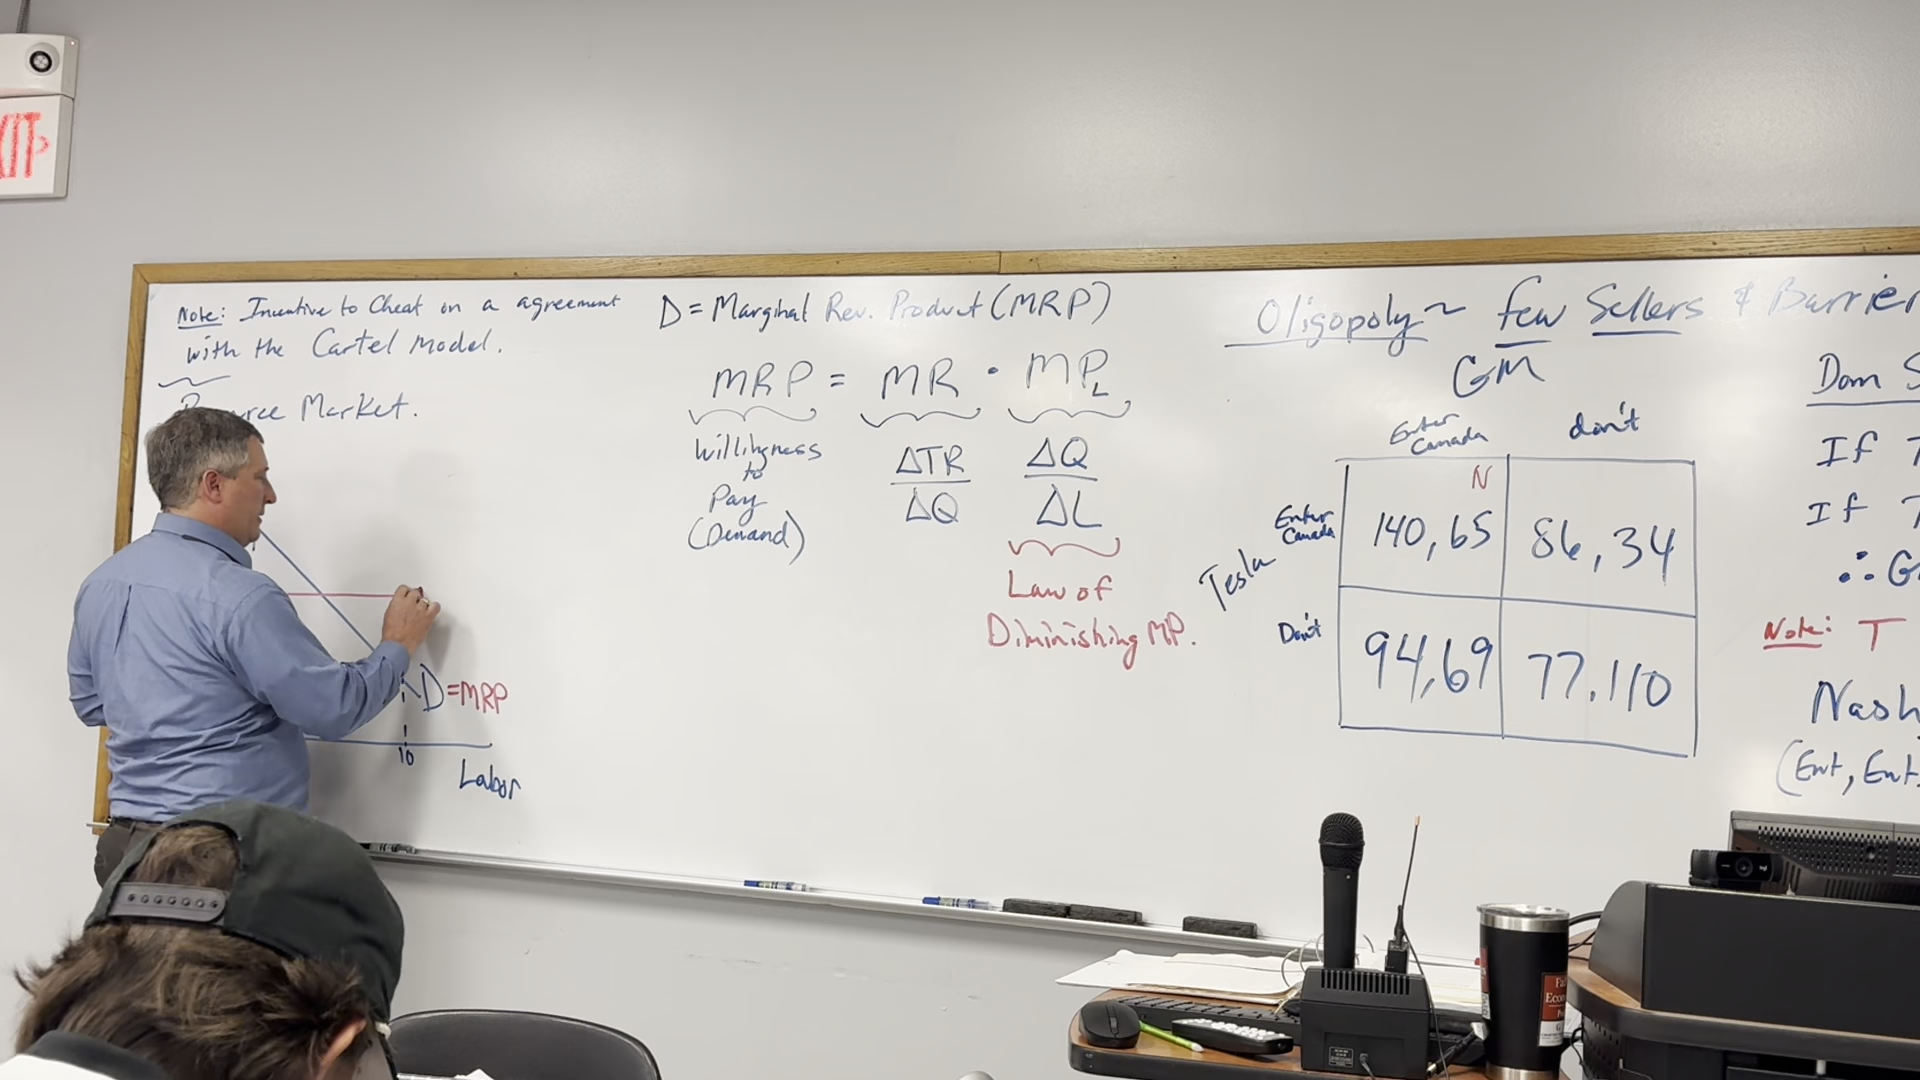 Note: Incentive to Cheat on a agreement
with the Cartel Model.
Market.
D=MRP
10
Labor
D = Marginal Rev. Product (MRP)
MRP = MR · MP_L
Willingness
to
Pay
(Demand)
ΔTR
ΔQ
ΔQ
ΔL
Law of
Diminishing MP.
Oligopoly ~ few Sellers & Barrier
GM
Enter
Canada
don't
Tesla
Enter
Canada
N
140, 65
86, 34
Don't
94, 69
77, 110
Dom S
If T
If T
∴ G
Note: T
Nash
(Ent, Ent,